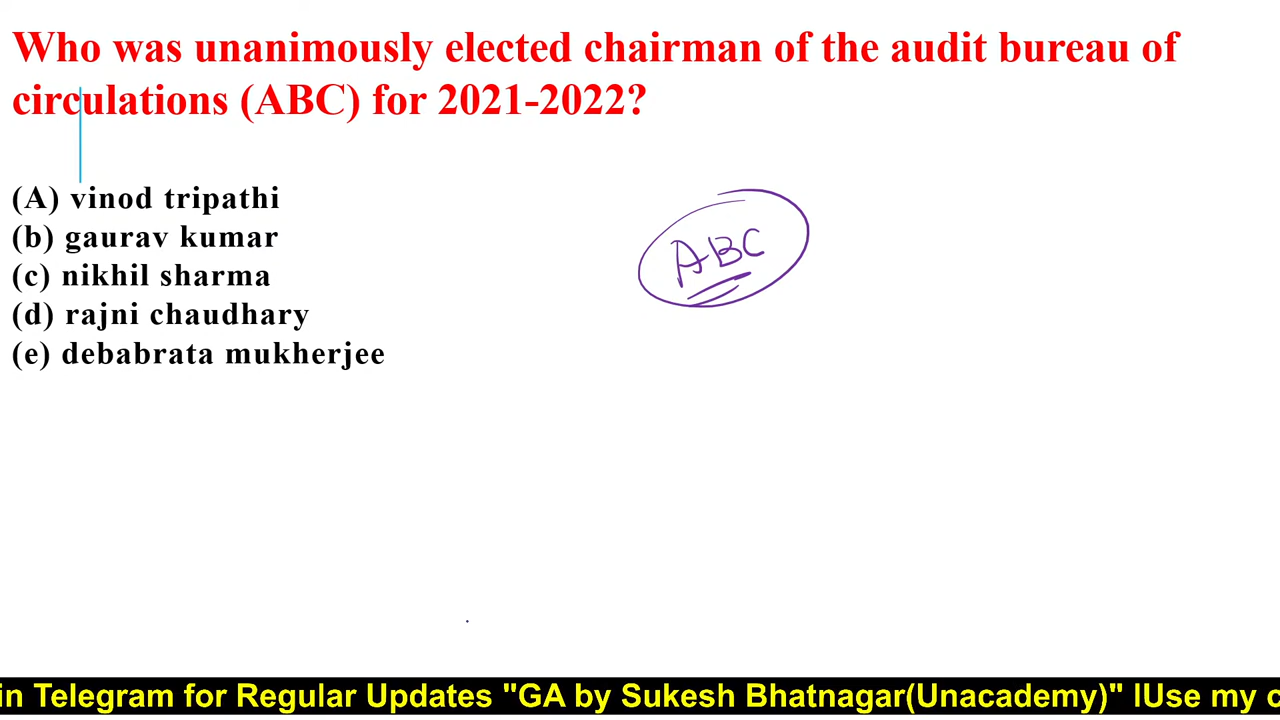 Who was unanimously elected chairman of the audit bureau of
circulations (ABC) for 2021-2022?
(A) vinod tripathi
(b) gaurav kumar
(c) nikhil sharma
(d) rajni chaudhary
(e) debabrata mukherjee
ABC
in Telegram for Regular Updates "GA by Sukesh Bhatnagar(Unacademy)" lUse my c